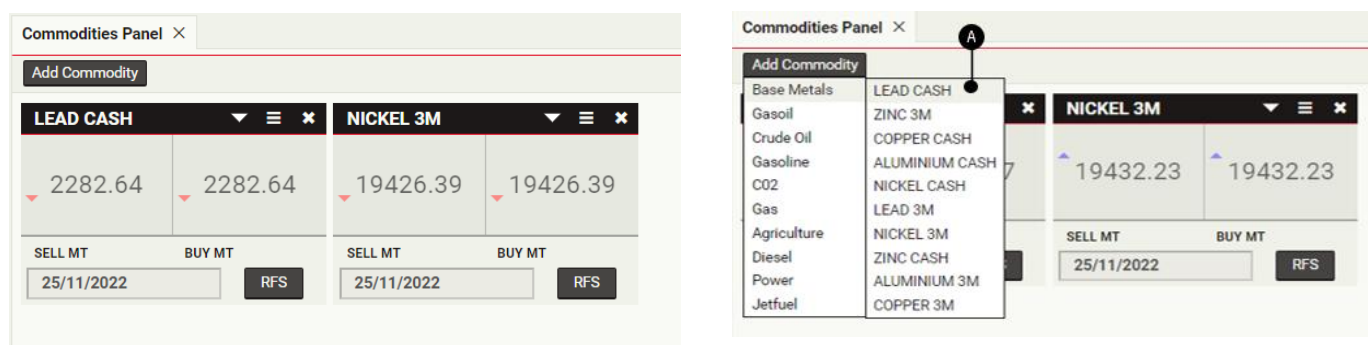 Commodities Panel ×
Add Commodity
LEAD CASH
NICKEL 3M
2282.64 2282.64
19426.39 19426.39
SELL MT BUY MT
SELL MT BUY MT
25/11/2022 RFS
25/11/2022 RFS
Commodities Panel ×
A
Add Commodity
Base Metals
Gasoil
Crude Oil
Gasoline
C02
Gas
Agriculture
Diesel
Power
Jetfuel
LEAD CASH
ZINC 3M
COPPER CASH
ALUMINIUM CASH
NICKEL CASH
LEAD 3M
NICKEL 3M
ZINC CASH
ALUMINIUM 3M
COPPER 3M
7
NICKEL 3M
19432.23 19432.23
SELL MT BUY MT
25/11/2022 RFS